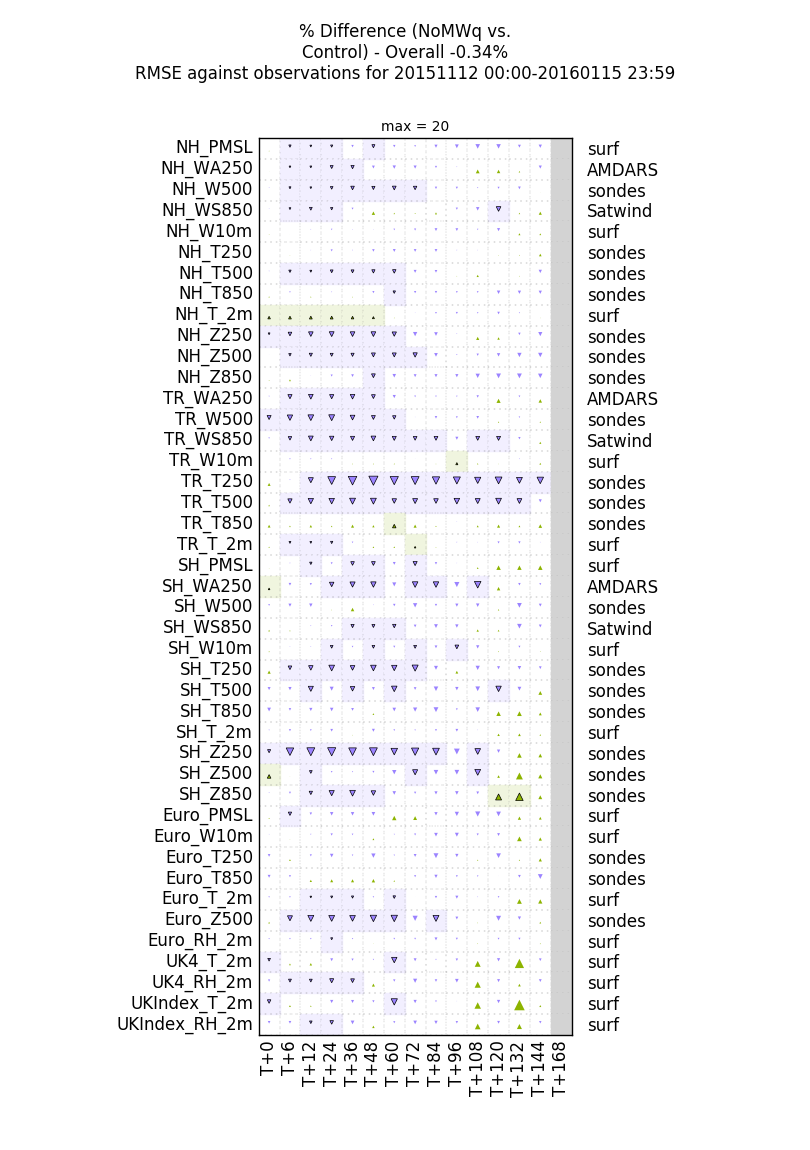 % Difference (NoMWq vs.
Control) - Overall -0.34%
RMSE against observations for 20151112 00:00-20160115 23:59
max = 20
NH_PMSL surf
NH_WA250 AMDARS
NH_W500 sondes
NH_WS850 Satwind
NH_W10m surf
NH_T250 sondes
NH_T500 sondes
NH_T850 sondes
NH_T_2m surf
NH_Z250 sondes
NH_Z500 sondes
NH_Z850 sondes
TR_WA250 AMDARS
TR_W500 sondes
TR_WS850 Satwind
TR_W10m surf
TR_T250 sondes
TR_T500 sondes
TR_T850 sondes
TR_T_2m surf
SH_PMSL surf
SH_WA250 AMDARS
SH_W500 sondes
SH_WS850 Satwind
SH_W10m surf
SH_T250 sondes
SH_T500 sondes
SH_T850 sondes
SH_T_2m surf
SH_Z250 sondes
SH_Z500 sondes
SH_Z850 sondes
Euro_PMSL surf
Euro_W10m surf
Euro_T250 sondes
Euro_T850 sondes
Euro_T_2m surf
Euro_Z500 sondes
Euro_RH_2m surf
UK4_T_2m surf
UK4_RH_2m surf
UKIndex_T_2m surf
UKIndex_RH_2m surf
T+0 T+6 T+12 T+24 T+36 T+48 T+60 T+72 T+84 T+96 T+108 T+120 T+132 T+144 T+168